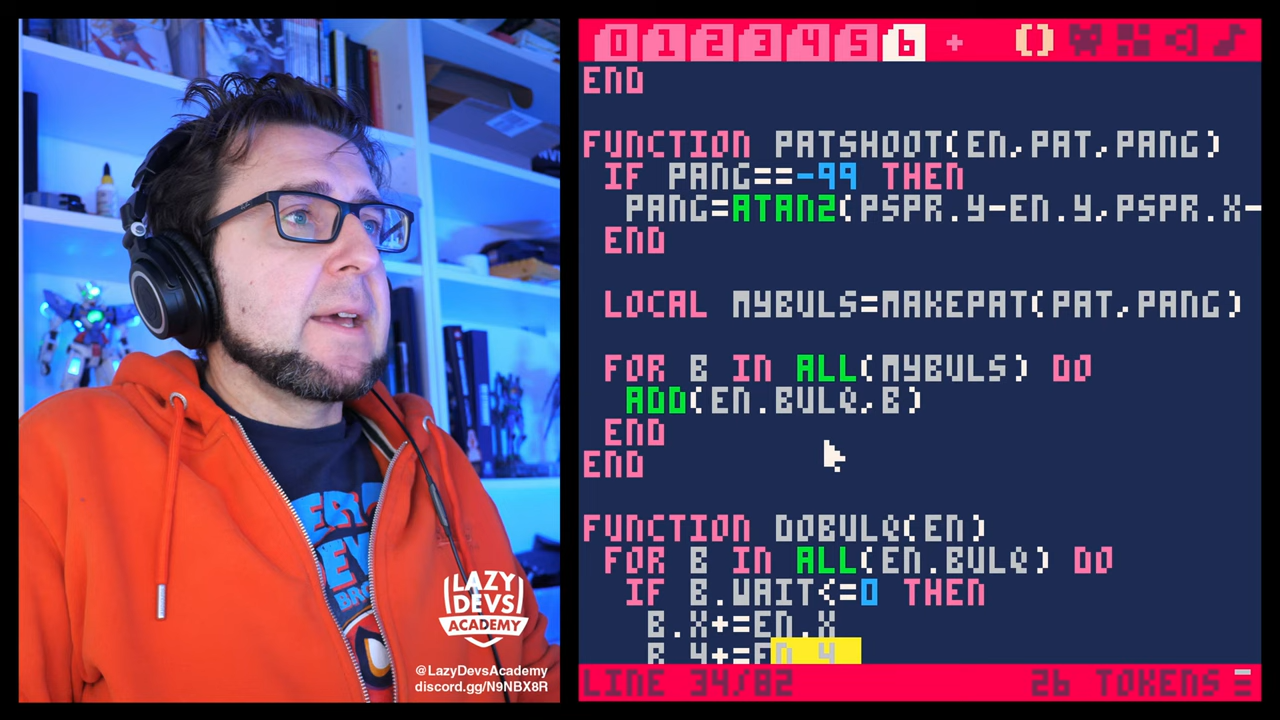 0 1 2 3 4 5 6 + ()
END
FUNCTION PATSHOOT(EN,PAT,PANG)
IF PANG==-99 THEN
PANG=ATAN2(PSPR.Y-EN.Y,PSPR.X-
END
LOCAL MYBULS=MAKEPAT(PAT,PANG)
FOR B IN ALL(MYBULS) DO
ADD(EN.BULQ,B)
END
END
FUNCTION DOBULQ(EN)
FOR B IN ALL(EN.BULQ) DO
IF B.WAIT<=0 THEN
B.X+=EN.X
B.Y+=EN.Y
LINE 34/82
26 TOKENS
LAZY
DEVS
ACADEMY
@LazyDevsAcademy
discord.gg/N9NBX8R